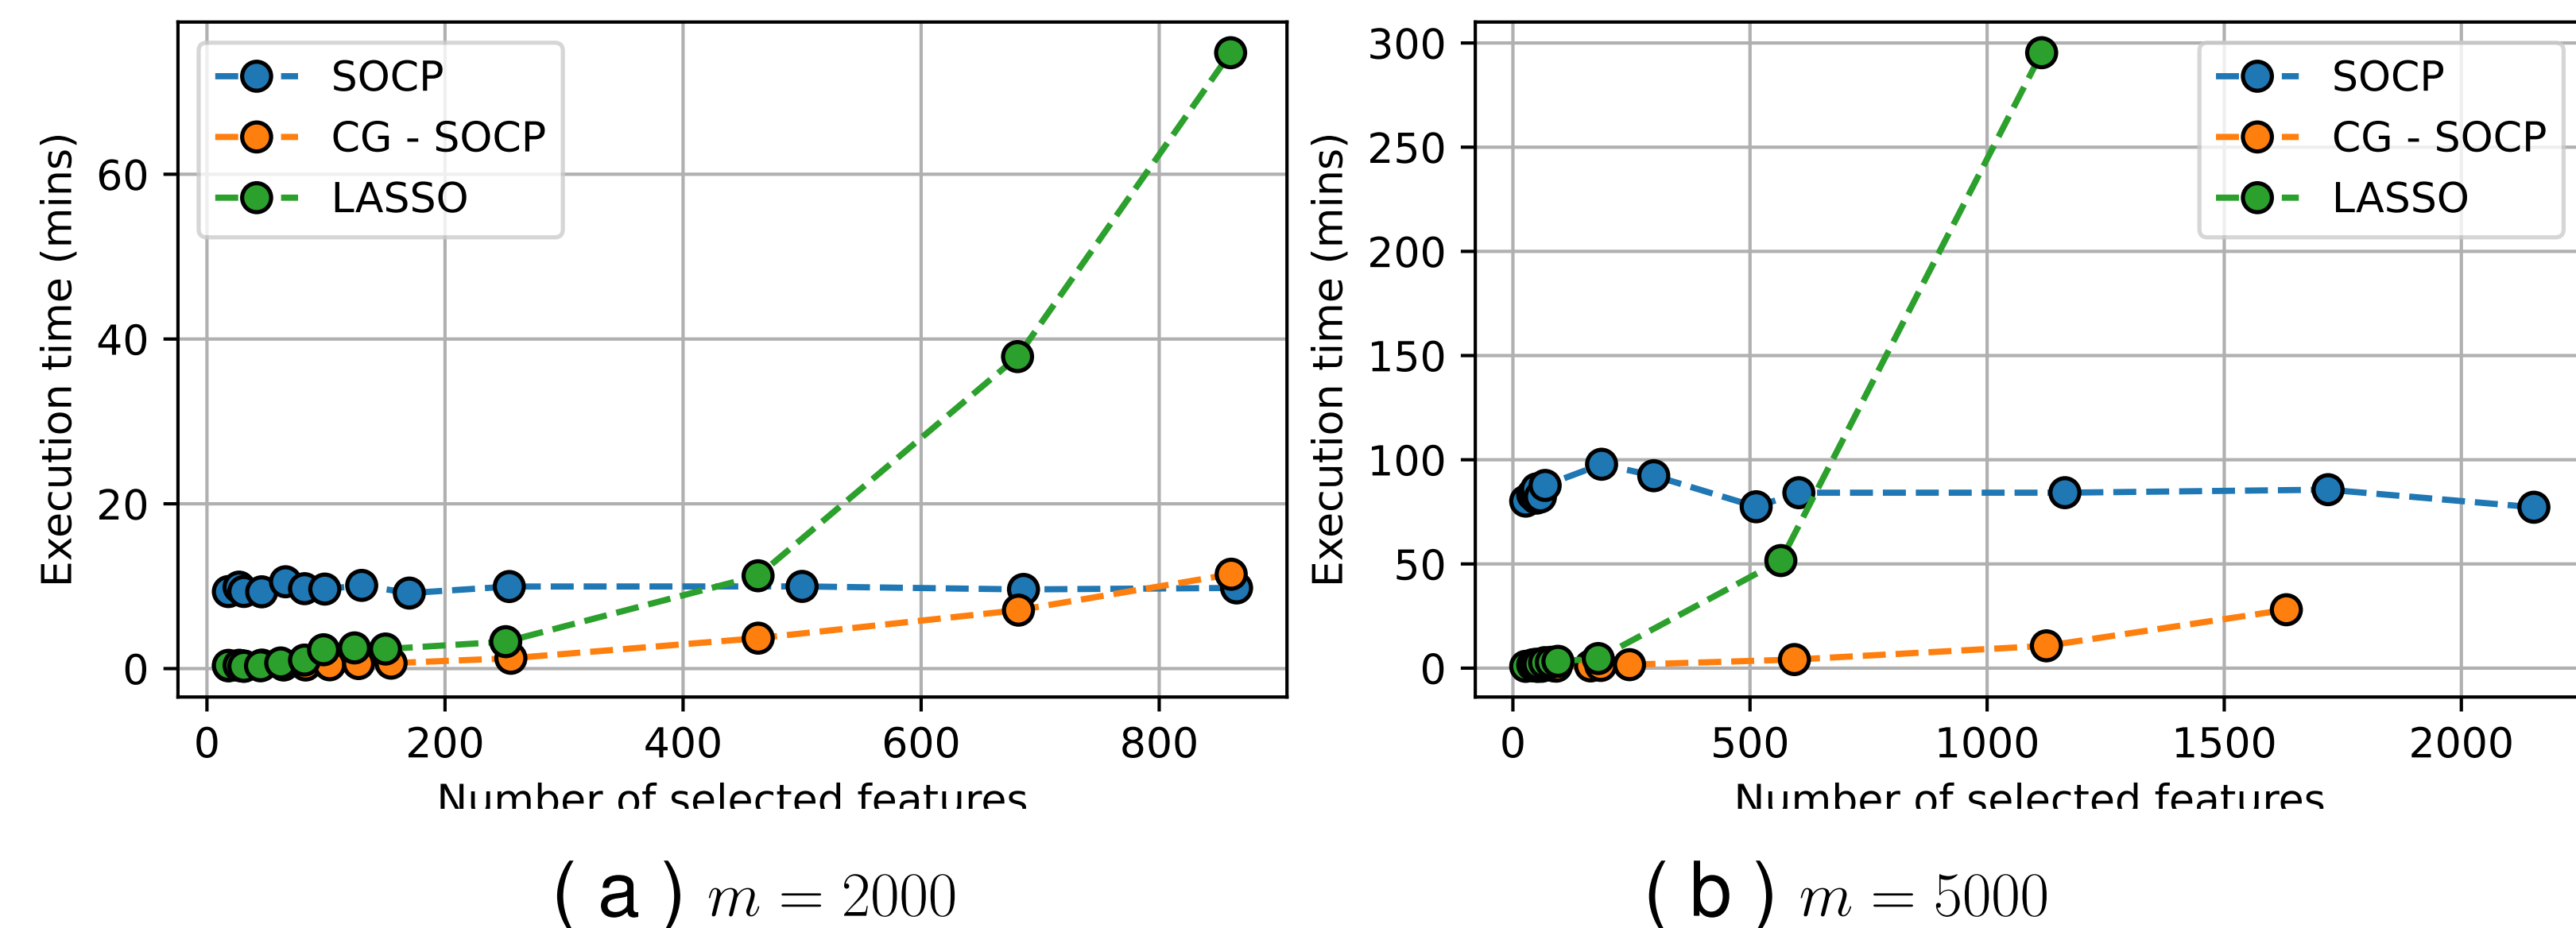 SOCP
CG - SOCP
LASSO
Execution time (mins)
60
40
20
0
0 200 400 600 800
Number of selected features
( a ) m = 2000
SOCP
CG - SOCP
LASSO
Execution time (mins)
300
250
200
150
100
50
0
0 500 1000 1500 2000
Number of selected features
( b ) m = 5000